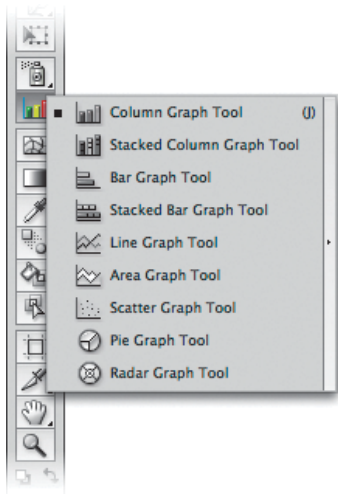 Column Graph Tool (J)
Stacked Column Graph Tool
Bar Graph Tool
Stacked Bar Graph Tool
Line Graph Tool
Area Graph Tool
Scatter Graph Tool
Pie Graph Tool
Radar Graph Tool